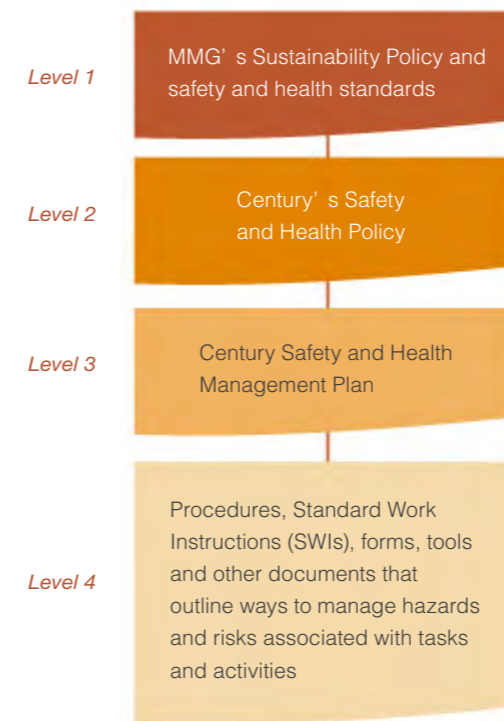 Level 1
MMG’ s Sustainability Policy and
safety and health standards
Level 2
Century’ s Safety
and Health Policy
Level 3
Century Safety and Health
Management Plan
Level 4
Procedures, Standard Work
Instructions (SWIs), forms, tools
and other documents that
outline ways to manage hazards
and risks associated with tasks
and activities